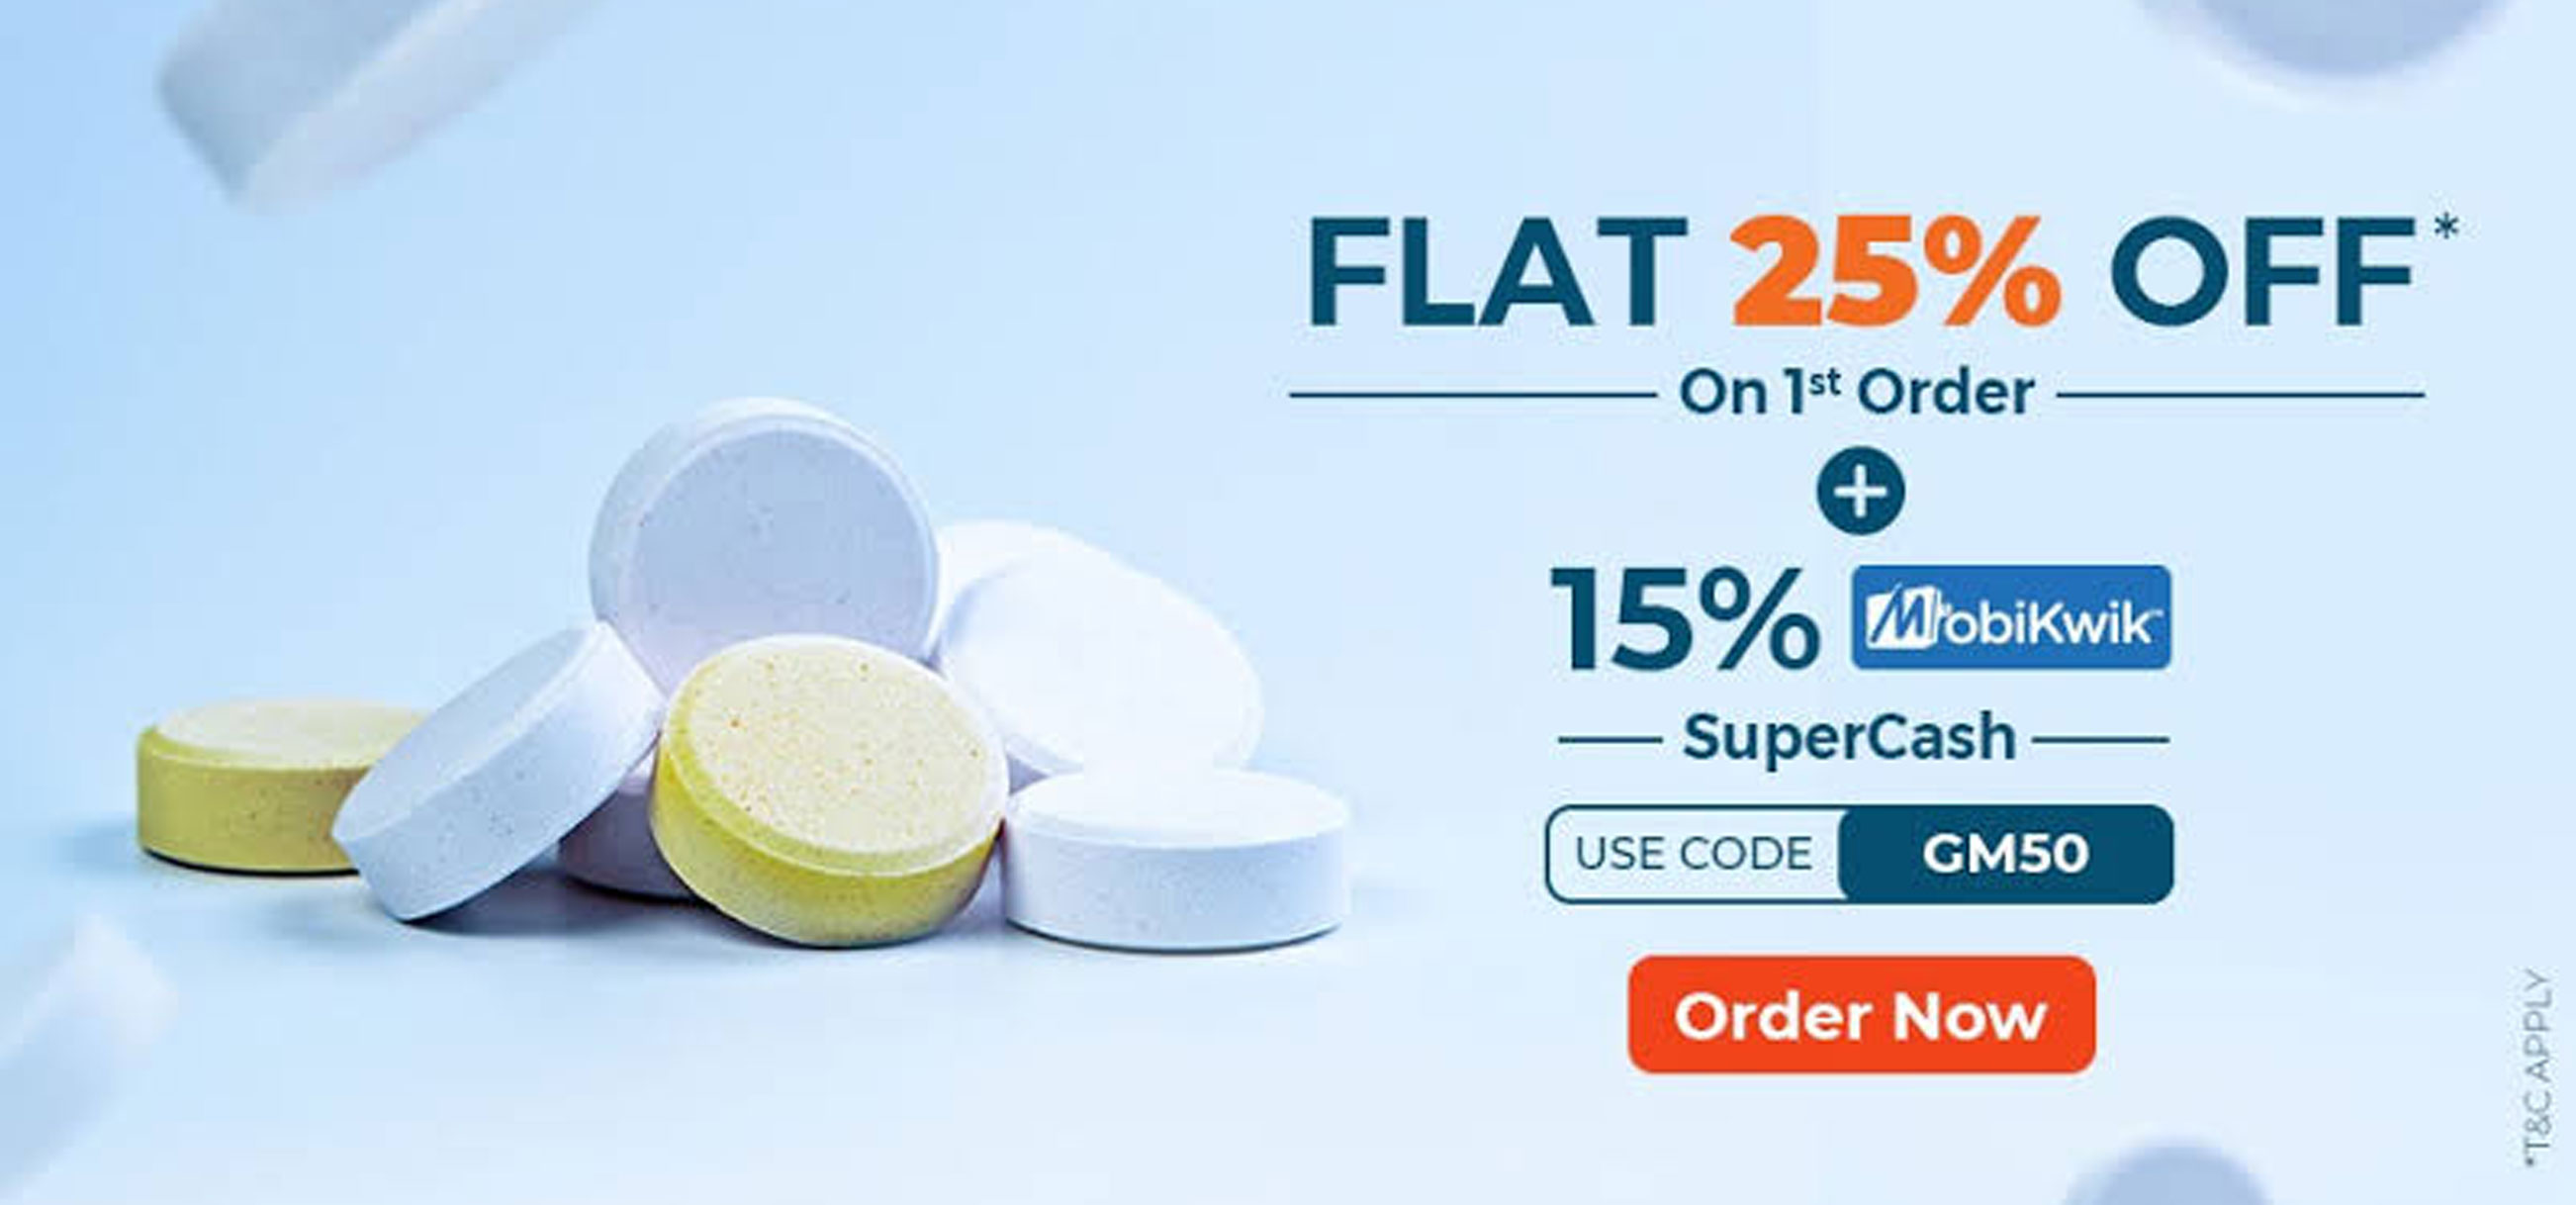 FLAT 25% OFF*
On 1st Order
+
15% MobiKwik
SuperCash
USE CODE GM50
Order Now
*T&C APPLY